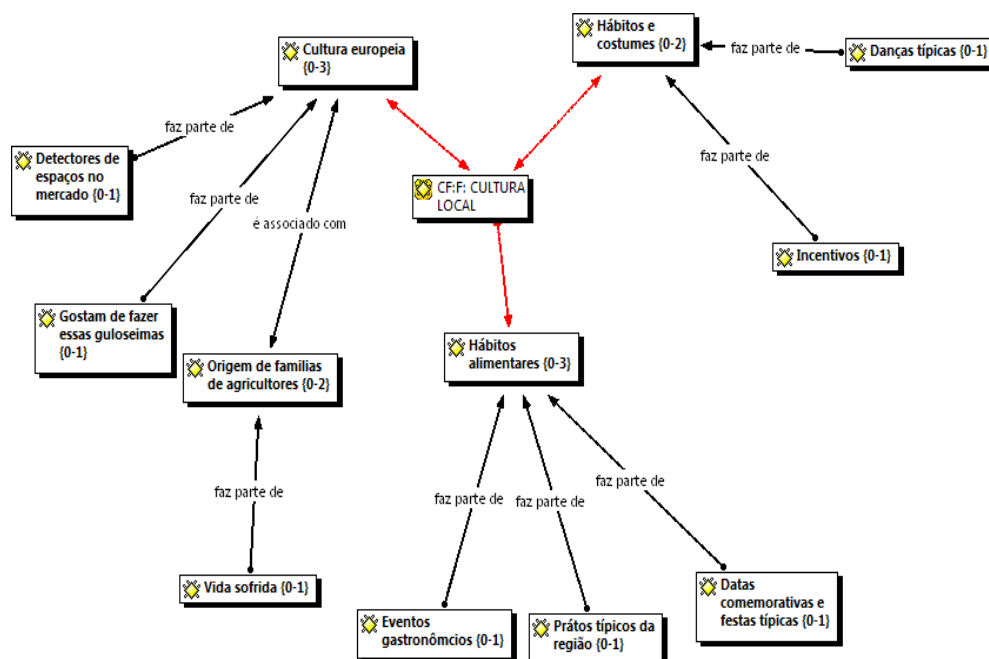 Cultura europeia
{0-3}
Hábitos e
costumes {0-2}
faz parte de
Danças típicas {0-1}
faz parte de
Detectores de
espaços no
mercado {0-1}
faz parte de
CF:F: CULTURA
LOCAL
faz parte de
é associado com
Incentivos {0-1}
Gostam de fazer
essas guloseimas
{0-1}
Origem de familias
de agricultores {0-2}
Hábitos
alimentares {0-3}
faz parte de
faz parte de
faz parte de
faz parte de
Vida sofrida {0-1}
Eventos
gastronômcios {0-1}
Prátos típicos da
região {0-1}
Datas
comemorativas e
festas típicas {0-1}